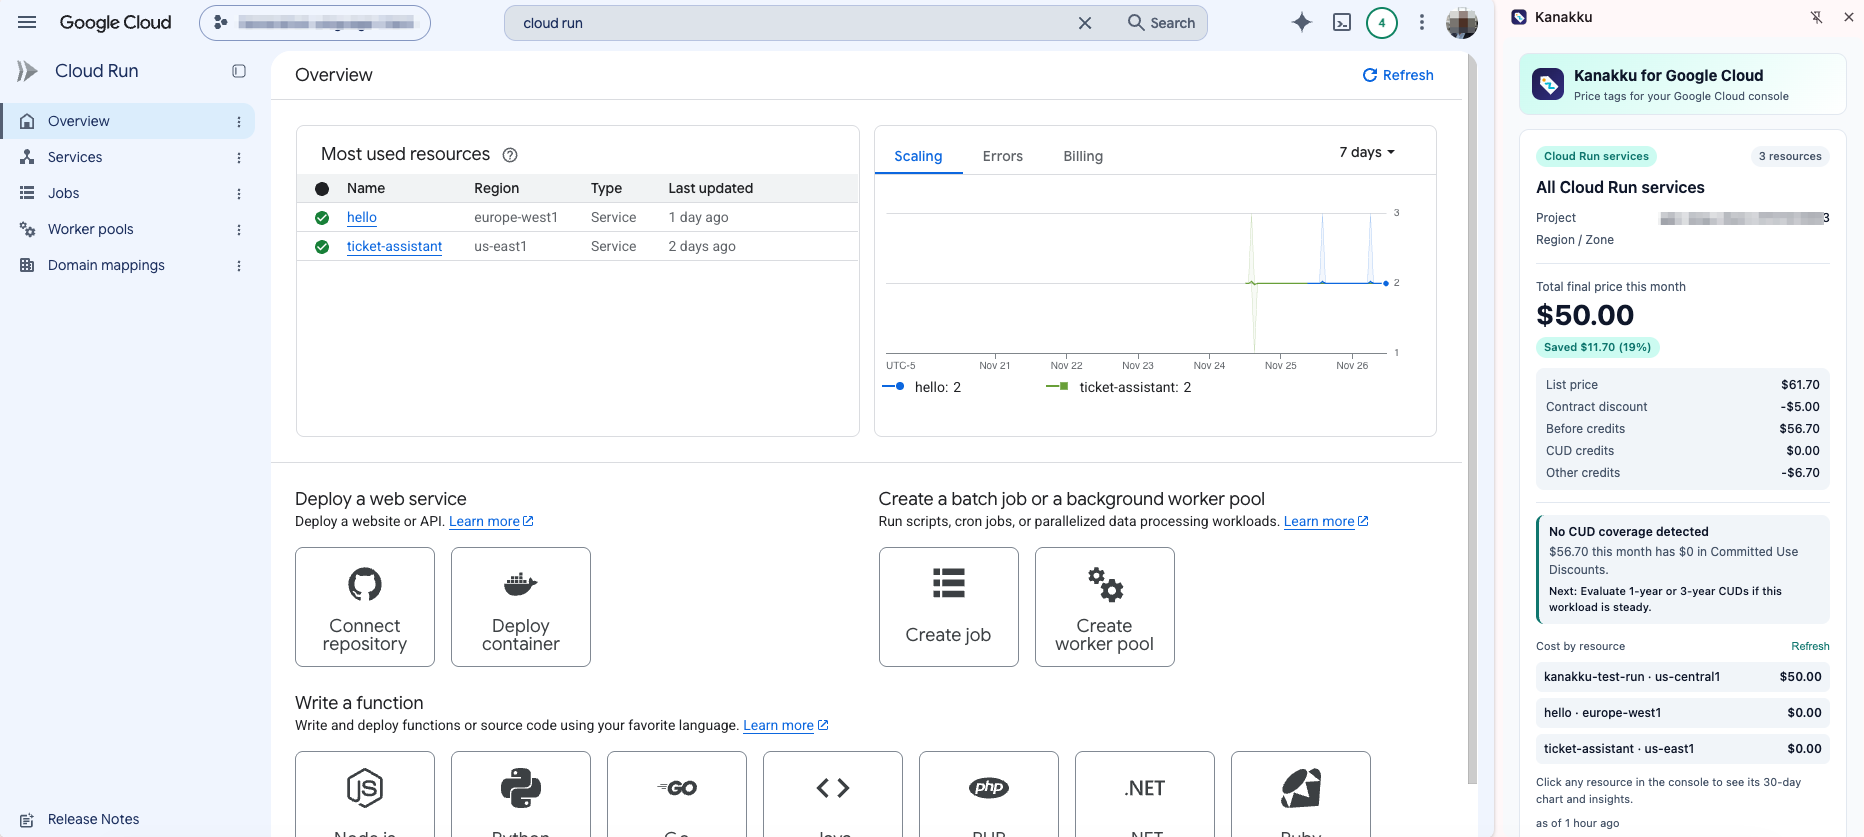 Google Cloud
cloud run
Search
4
Cloud Run
Overview
Services
Jobs
Worker pools
Domain mappings
Release Notes
Overview
Refresh
Most used resources
Name Region Type Last updated
hello europe-west1 Service 1 day ago
ticket-assistant us-east1 Service 2 days ago
Scaling Errors Billing
7 days
3
2
1
UTC-5 Nov 21 Nov 22 Nov 23 Nov 24 Nov 25 Nov 26
hello: 2 ticket-assistant: 2
Deploy a web service
Deploy a website or API. Learn more
Connect
repository
Deploy
container
Create a batch job or a background worker pool
Run scripts, cron jobs, or parallelized data processing workloads. Learn more
Create job
Create
worker pool
Write a function
Write and deploy functions or source code using your favorite language. Learn more
JS
GO
php
.NET
Node.js
Python
Go
Java
PHP
.NET
Ruby
Kanakku
Kanakku for Google Cloud
Price tags for your Google Cloud console
Cloud Run services 3 resources
All Cloud Run services
Project 3
Region / Zone
Total final price this month
$50.00
Saved $11.70 (19%)
List price $61.70
Contract discount -$5.00
Before credits $56.70
CUD credits $0.00
Other credits -$6.70
No CUD coverage detected
$56.70 this month has $0 in Committed Use
Discounts.
Next: Evaluate 1-year or 3-year CUDs if this
workload is steady.
Cost by resource Refresh
kanakku-test-run · us-central1 $50.00
hello · europe-west1 $0.00
ticket-assistant · us-east1 $0.00
Click any resource in the console to see its 30-day
chart and insights.
as of 1 hour ago